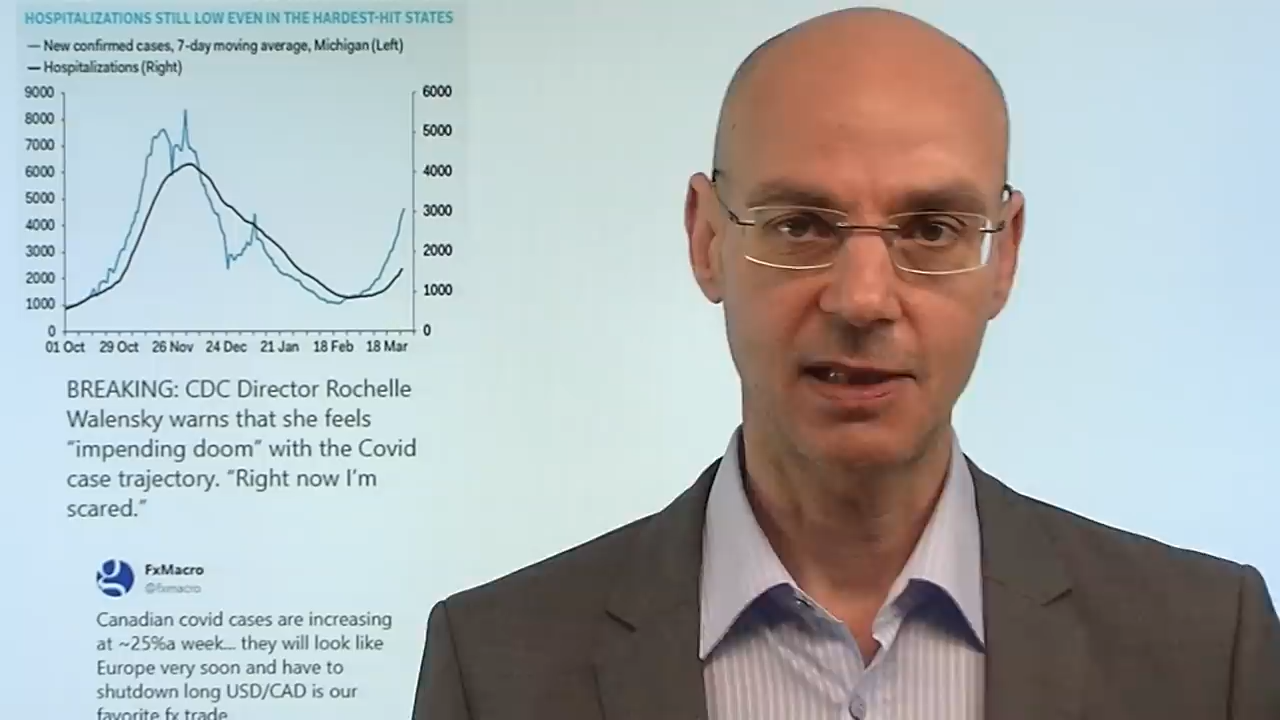 HOSPITALIZATIONS STILL LOW EVEN IN THE HARDEST-HIT STATES
— New confirmed cases, 7-day moving average, Michigan (Left)
— Hospitalizations (Right)
9000
8000
7000
6000
5000
4000
3000
2000
1000
0
6000
5000
4000
3000
2000
1000
0
01 Oct 29 Oct 26 Nov 24 Dec 21 Jan 18 Feb 18 Mar
BREAKING: CDC Director Rochelle
Walensky warns that she feels
“impending doom” with the Covid
case trajectory. “Right now I’m
scared.”
FxMacro
@fxmacro
Canadian covid cases are increasing
at ~25%a week... they will look like
Europe very soon and have to
shutdown long USD/CAD is our
favorite fx trade